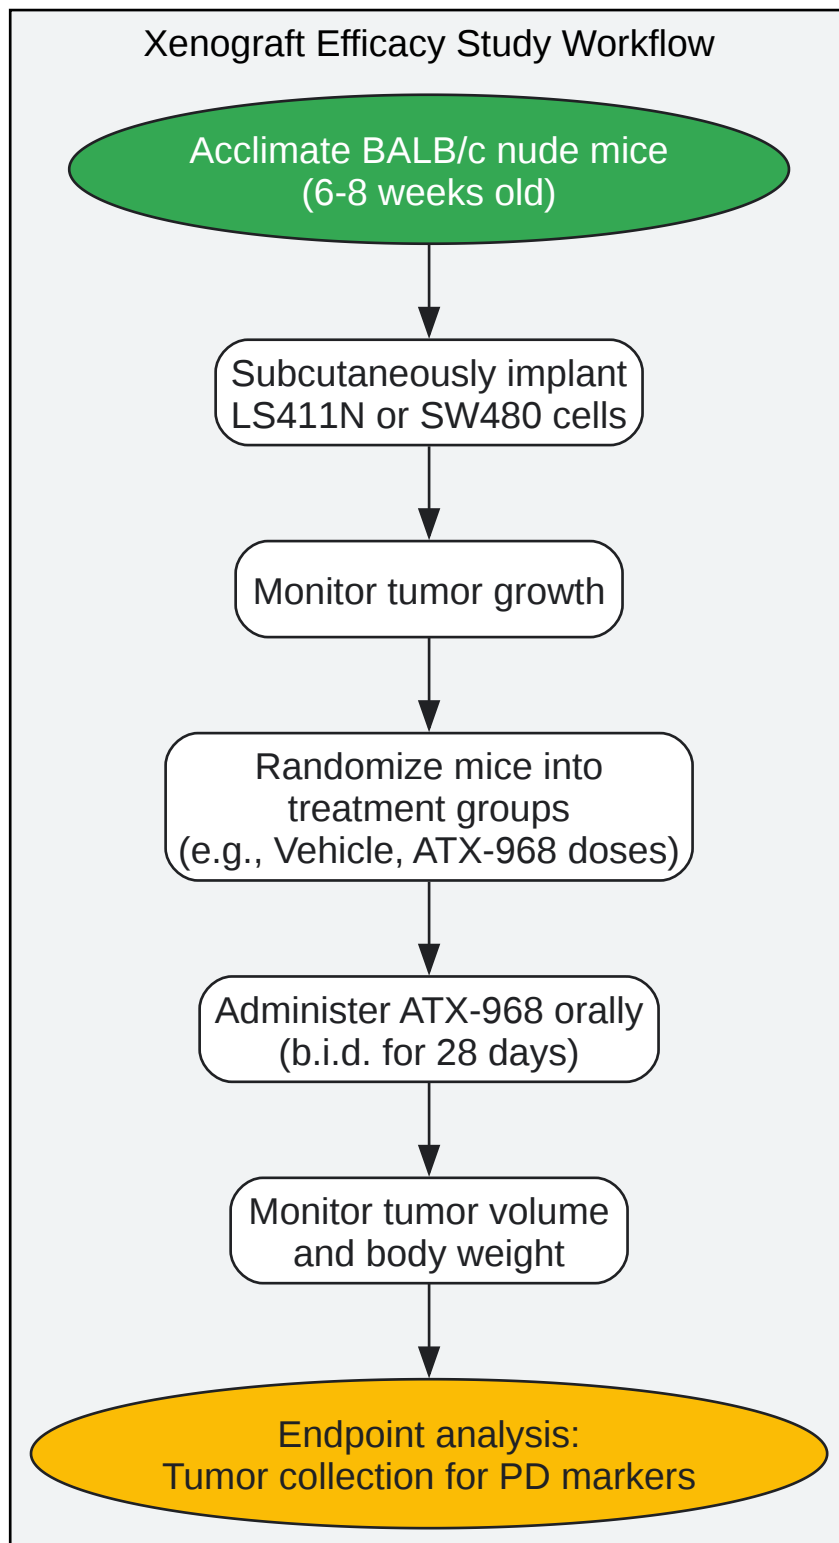 Xenograft Efficacy Study Workflow
Acclimate BALB/c nude mice
(6-8 weeks old)
Subcutaneously implant
LS411N or SW480 cells
Monitor tumor growth
Randomize mice into
treatment groups
(e.g., Vehicle, ATX-968 doses)
Administer ATX-968 orally
(b.i.d. for 28 days)
Monitor tumor volume
and body weight
Endpoint analysis:
Tumor collection for PD markers